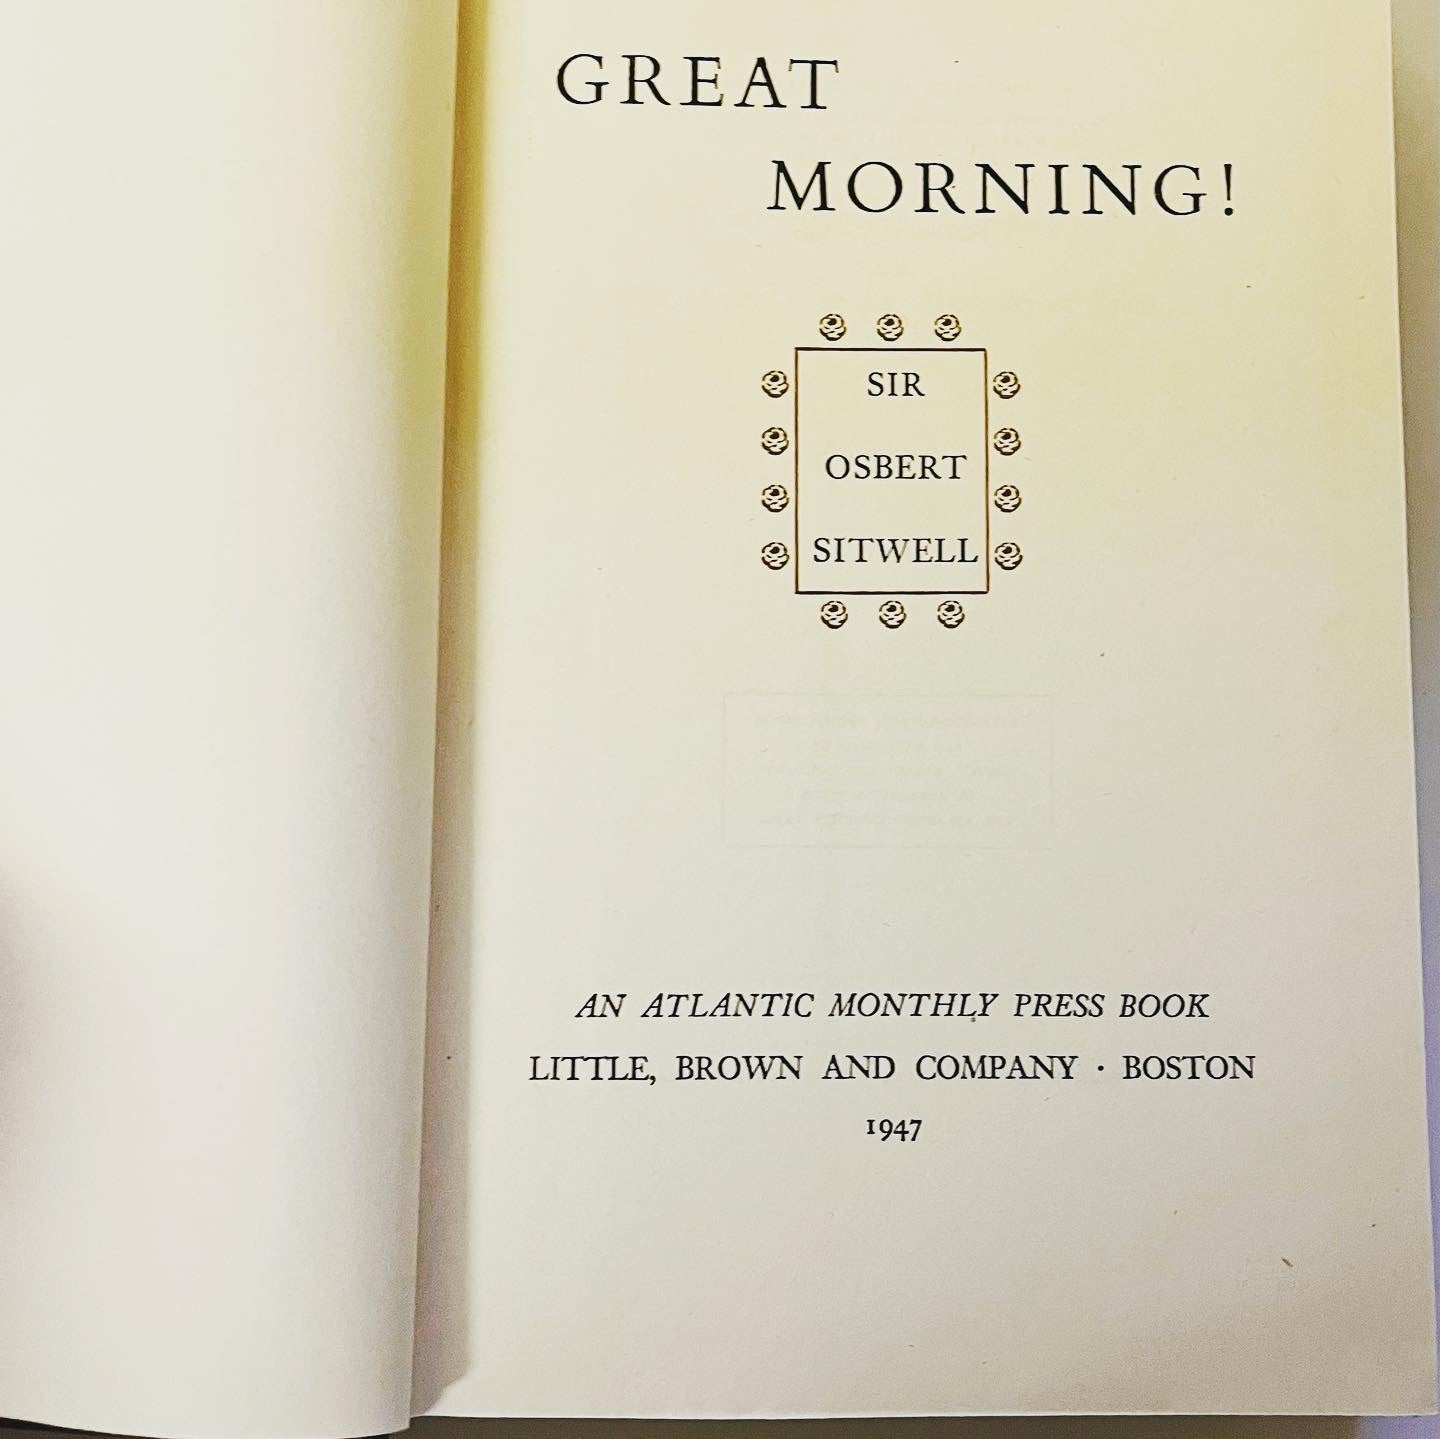 GREAT
MORNING!
SIR
OSBERT
SITWELL
AN ATLANTIC MONTHLY PRESS BOOK
LITTLE, BROWN AND COMPANY · BOSTON
1947